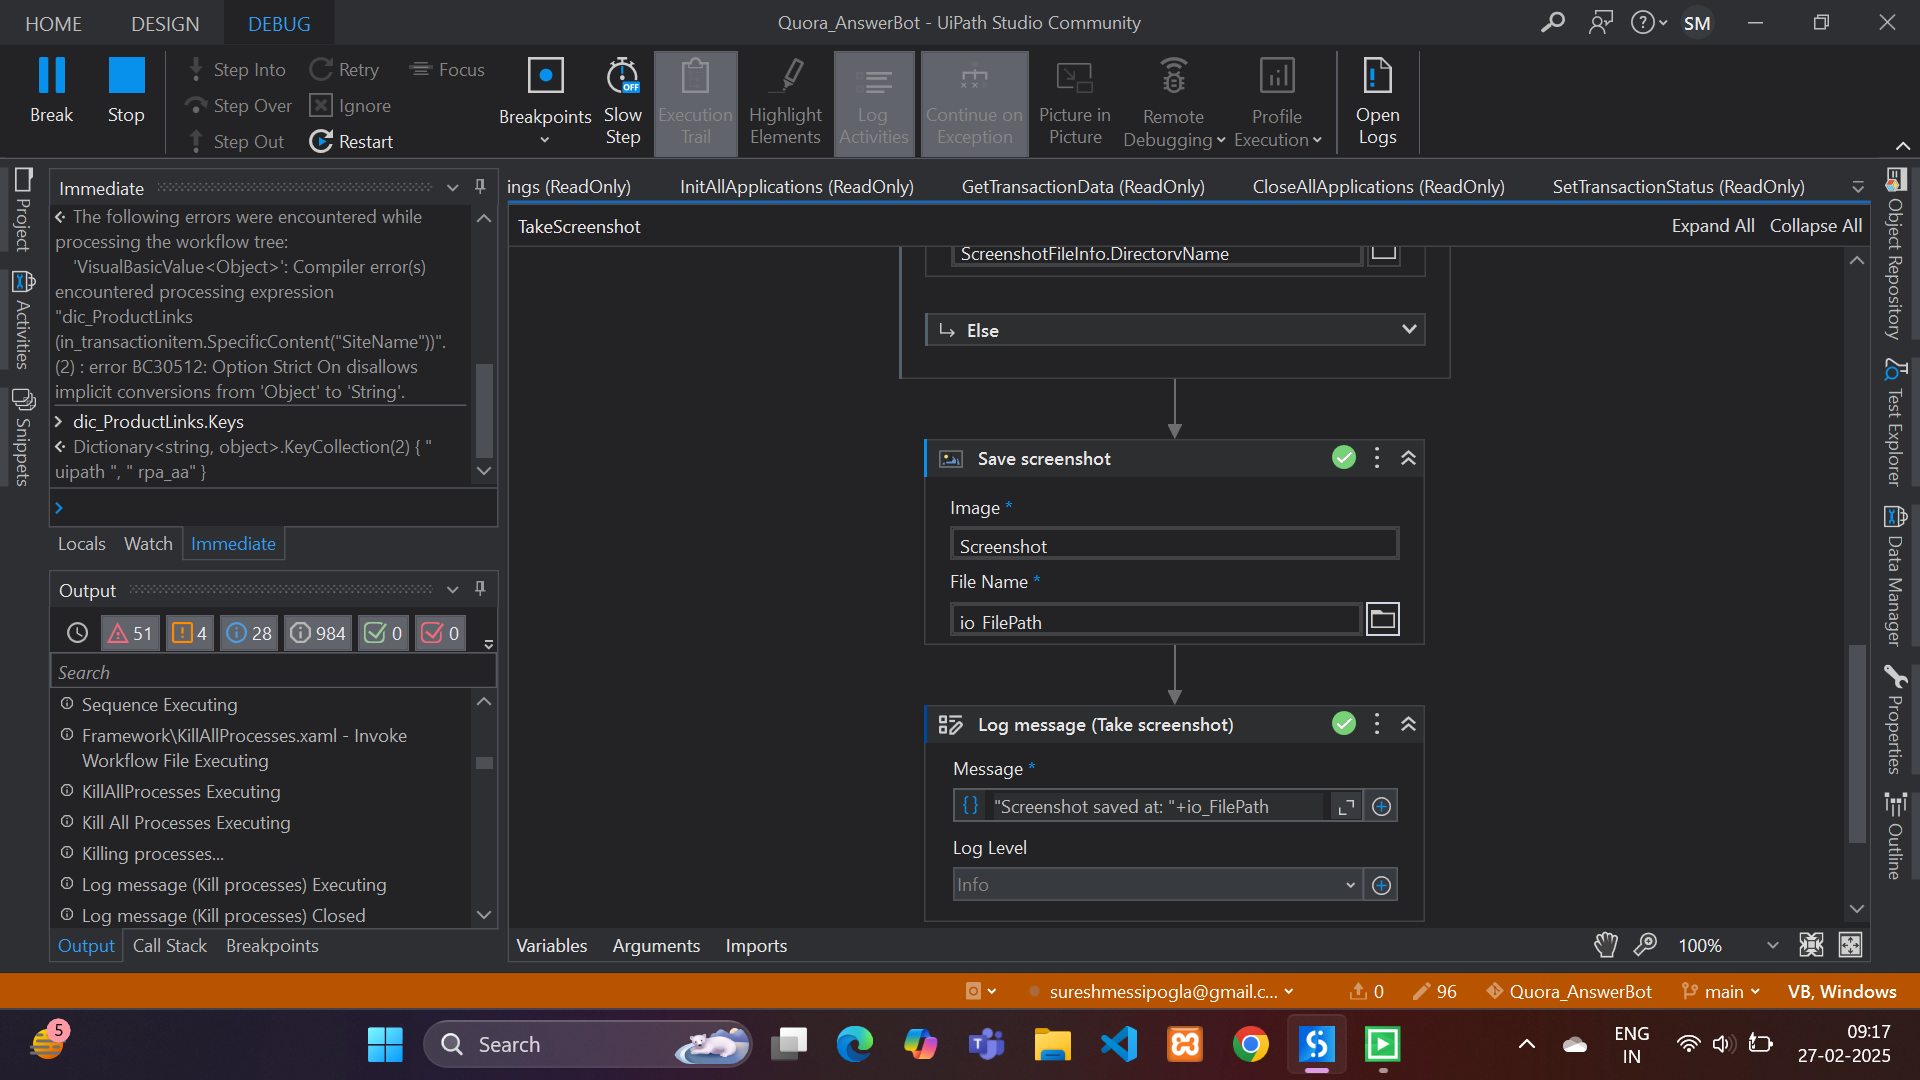 HOME
DESIGN
DEBUG
Quora_AnswerBot - UiPath Studio Community
SM
Break
Stop
Step Into
Step Over
Step Out
Retry
Ignore
Restart
Focus
Breakpoints
Slow
Step
OFF
Execution
Trail
Highlight
Elements
Log
Activities
Continue on
Exception
Picture in
Picture
Remote
Debugging
Profile
Execution
Open
Logs
Project
Activities
Snippets
Immediate
The following errors were encountered while
processing the workflow tree:
'VisualBasicValue<Object>': Compiler error(s)
encountered processing expression
"dic_ProductLinks
(in_transactionitem.SpecificContent("SiteName"))".
(2) : error BC30512: Option Strict On disallows
implicit conversions from 'Object' to 'String'.
dic_ProductLinks.Keys
Dictionary<string, object>.KeyCollection(2) { "
uipath ", " rpa_aa" }
Locals
Watch
Immediate
Output
51
4
28
984
0
0
Search
Sequence Executing
Framework\KillAllProcesses.xaml - Invoke
Workflow File Executing
KillAllProcesses Executing
Kill All Processes Executing
Killing processes...
Log message (Kill processes) Executing
Log message (Kill processes) Closed
Output
Call Stack
Breakpoints
ings (ReadOnly)
InitAllApplications (ReadOnly)
GetTransactionData (ReadOnly)
CloseAllApplications (ReadOnly)
SetTransactionStatus (ReadOnly)
TakeScreenshot
Expand All
Collapse All
ScreenshotFileInfo.DirectoryName
Else
Save screenshot
Image *
Screenshot
File Name *
io_FilePath
Log message (Take screenshot)
Message *
{} "Screenshot saved at: "+io_FilePath
Log Level
Info
Variables
Arguments
Imports
100%
Object Repository
Test Explorer
Data Manager
Properties
Outline
sureshmessipogla@gmail.c...
0
96
Quora_AnswerBot
main
VB, Windows
5
Search
ENG
IN
09:17
27-02-2025